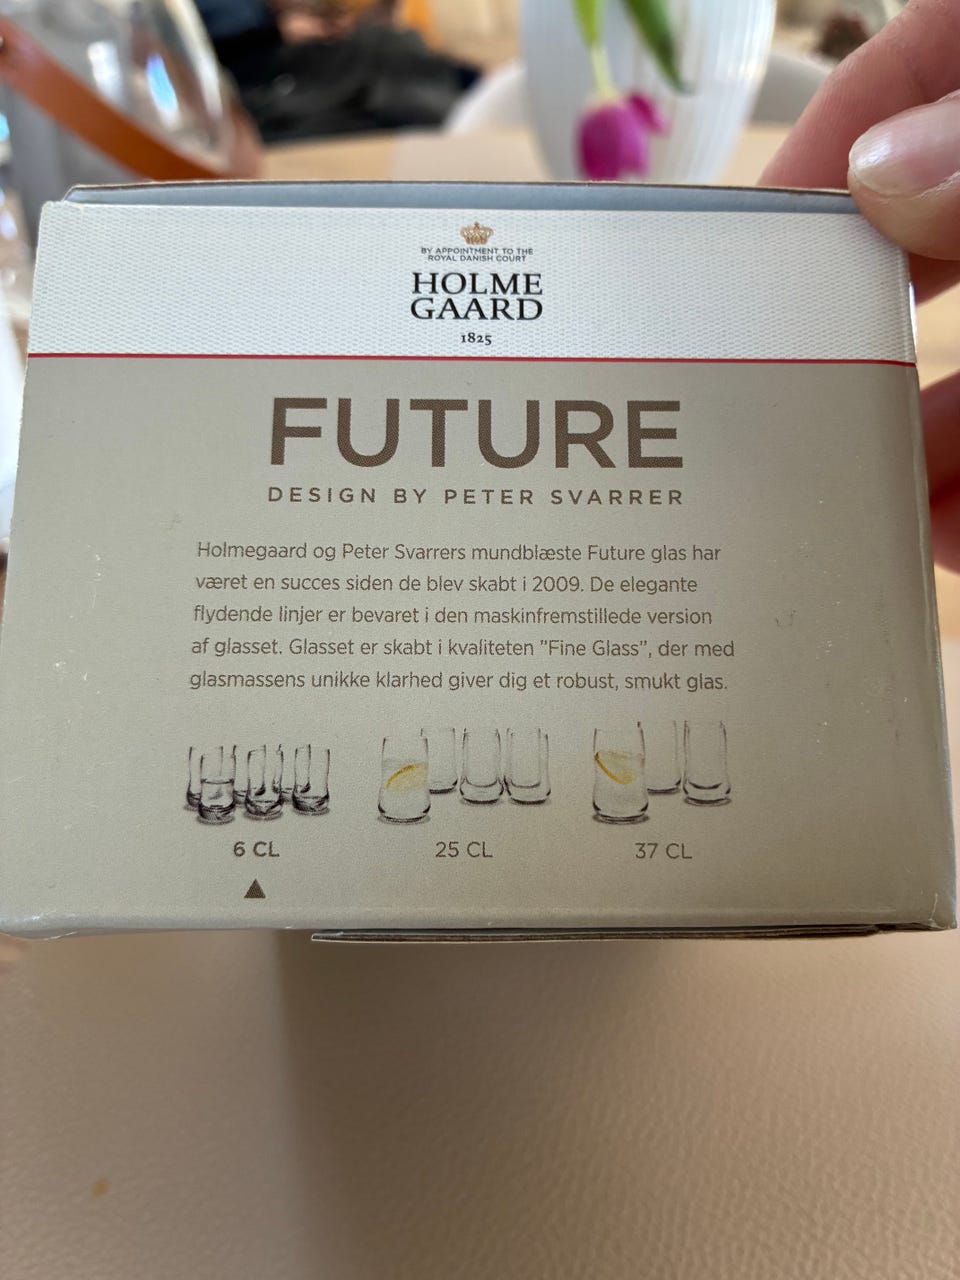 BY APPOINTMENT TO THE
ROYAL DANISH COURT
HOLME
GAARD
1825
FUTURE
DESIGN BY PETER SVARRER
Holmegaard og Peter Svarrers mundblæste Future glas har
været en succes siden de blev skabt i 2009. De elegante
flydende linjer er bevaret i den maskinfremstillede version
af glasset. Glasset er skabt i kvaliteten ”Fine Glass”, der med
glasmassens unikke klarhed giver dig et robust, smukt glas.
6 CL 25 CL 37 CL